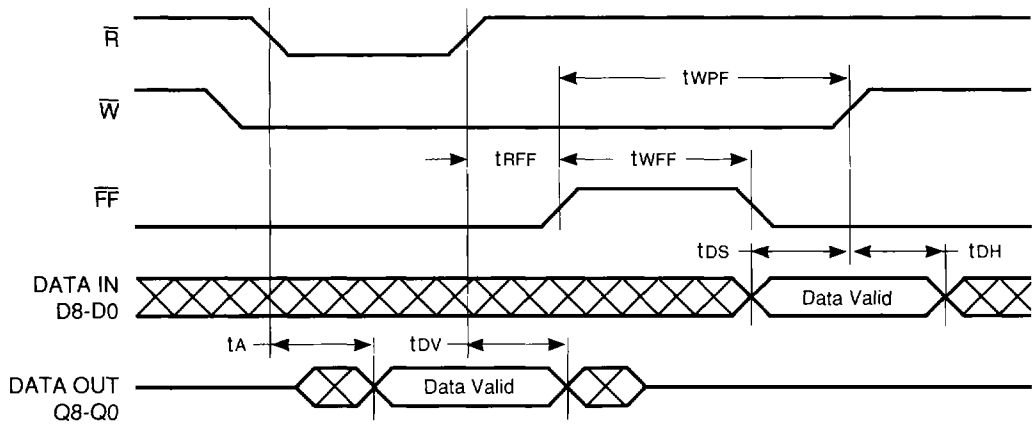 R̅
tWPF
W̅
tRFF
tWFF
F̅F̅
tDS
tDH
DATA IN
D8-D0
Data Valid
tA
tDV
DATA OUT
Q8-Q0
Data Valid